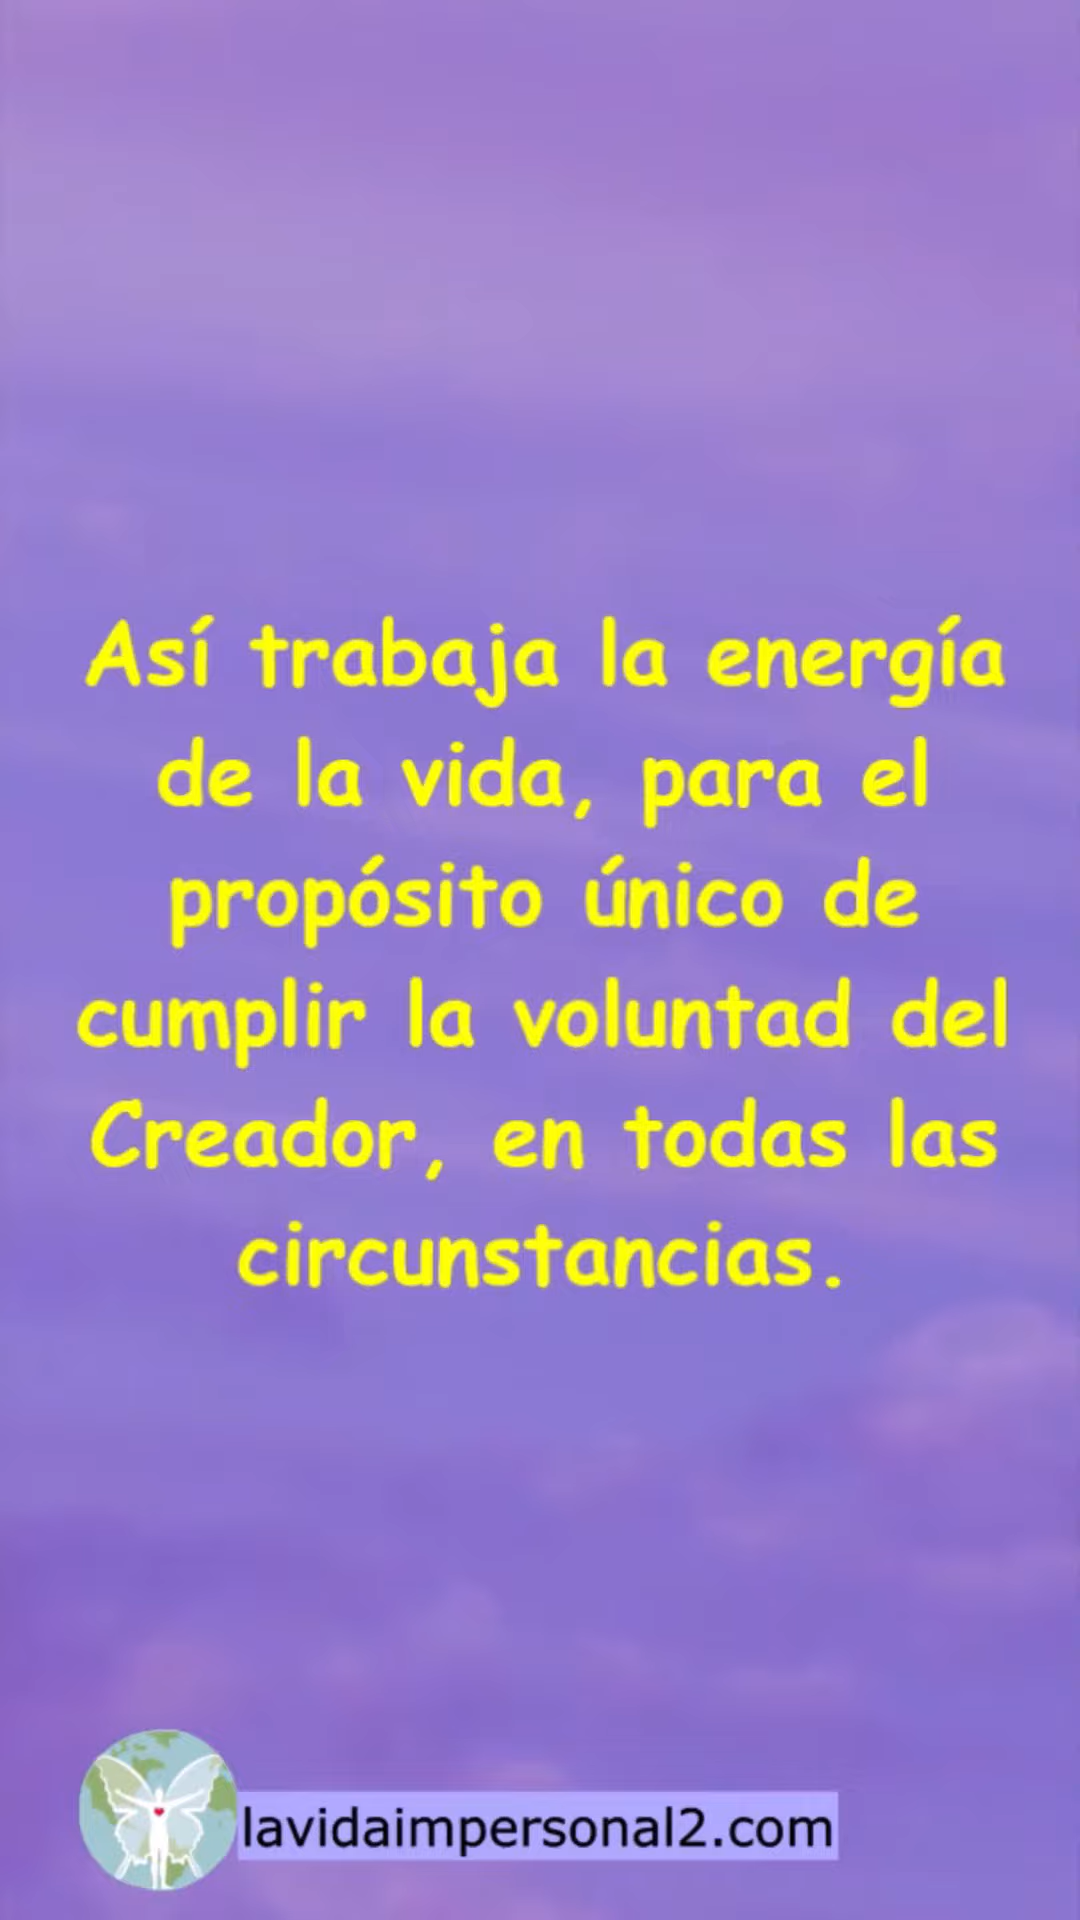 Así trabaja la energía
de la vida, para el
propósito único de
cumplir la voluntad del
Creador, en todas las
circunstancias.
lavidaimpersonal2.com